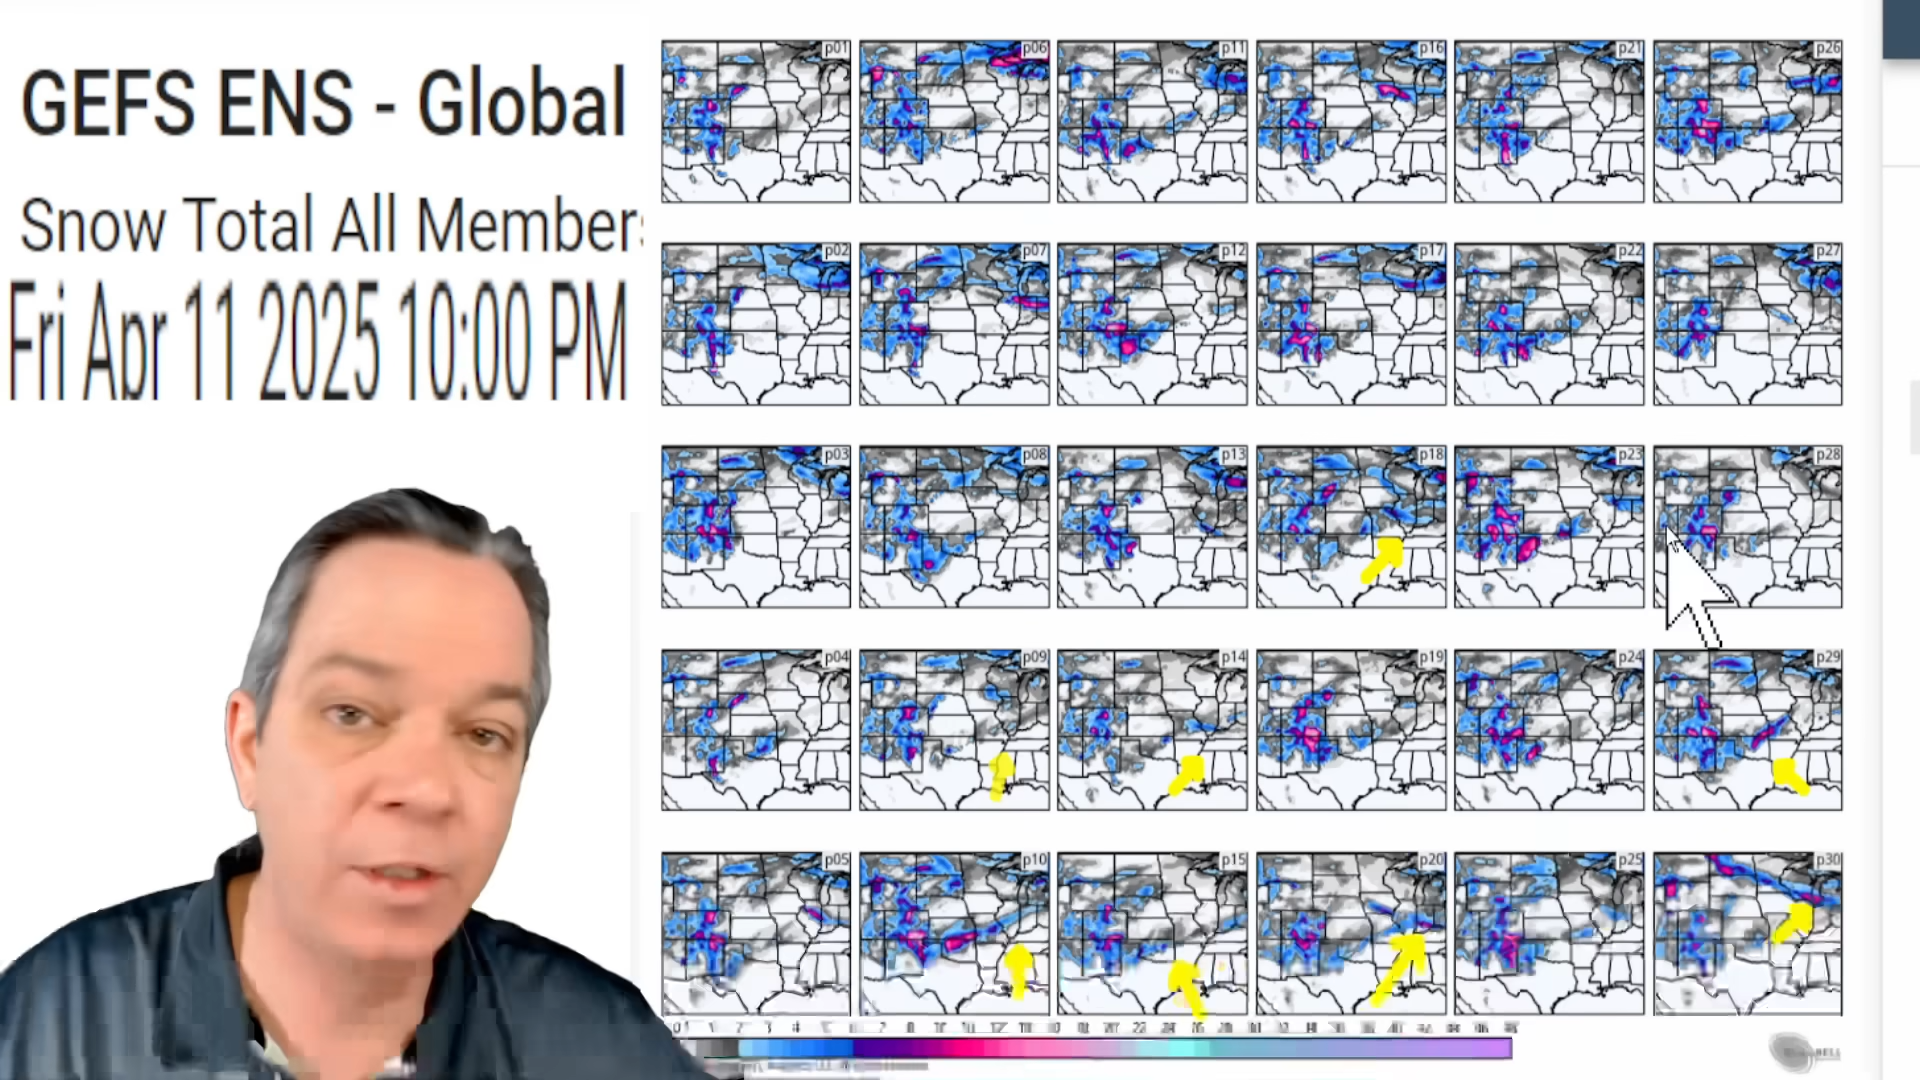 GEFS ENS - Global
Snow Total All Members
Fri Apr 11 2025 10:00 PM
p01 p06 p11 p16 p21 p26
p02 p07 p12 p17 p22 p27
p03 p08 p13 p18 p23 p28
p04 p09 p14 p19 p24 p29
p05 p10 p15 p20 p25 p30